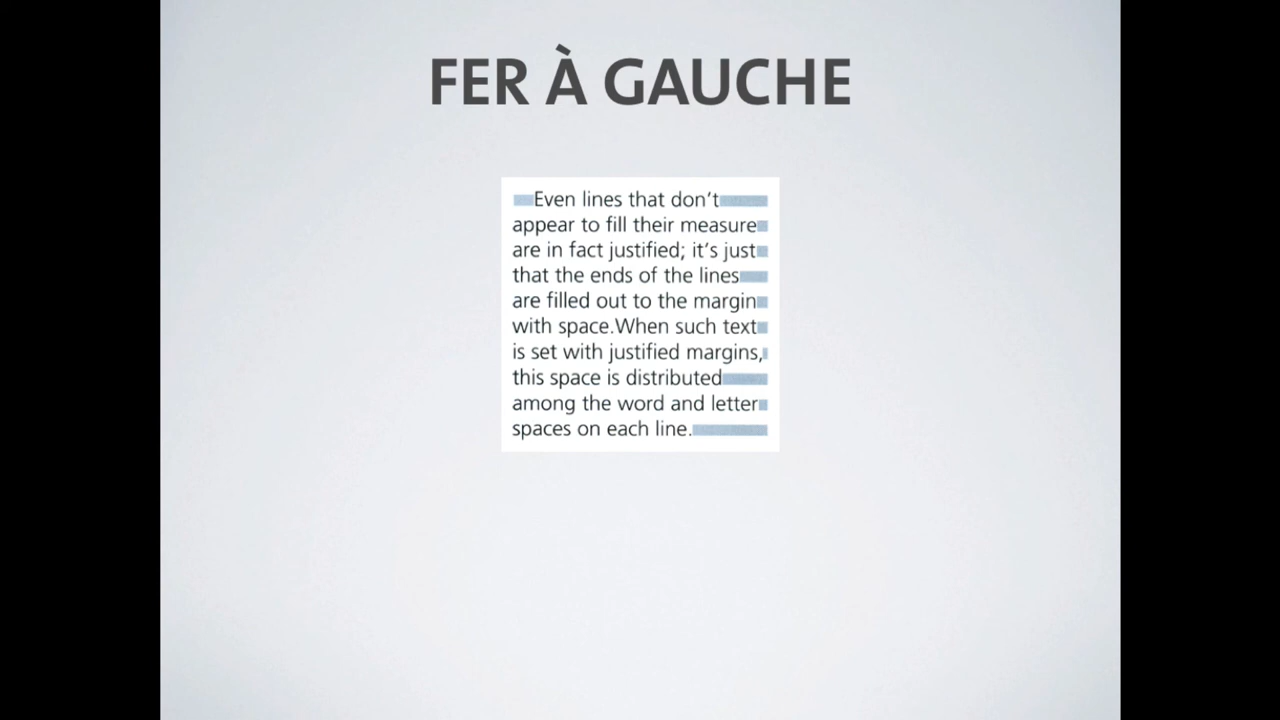 FER À GAUCHE
Even lines that don't
appear to fill their measure
are in fact justified; it's just
that the ends of the lines
are filled out to the margin
with space.When such text
is set with justified margins,
this space is distributed
among the word and letter
spaces on each line.